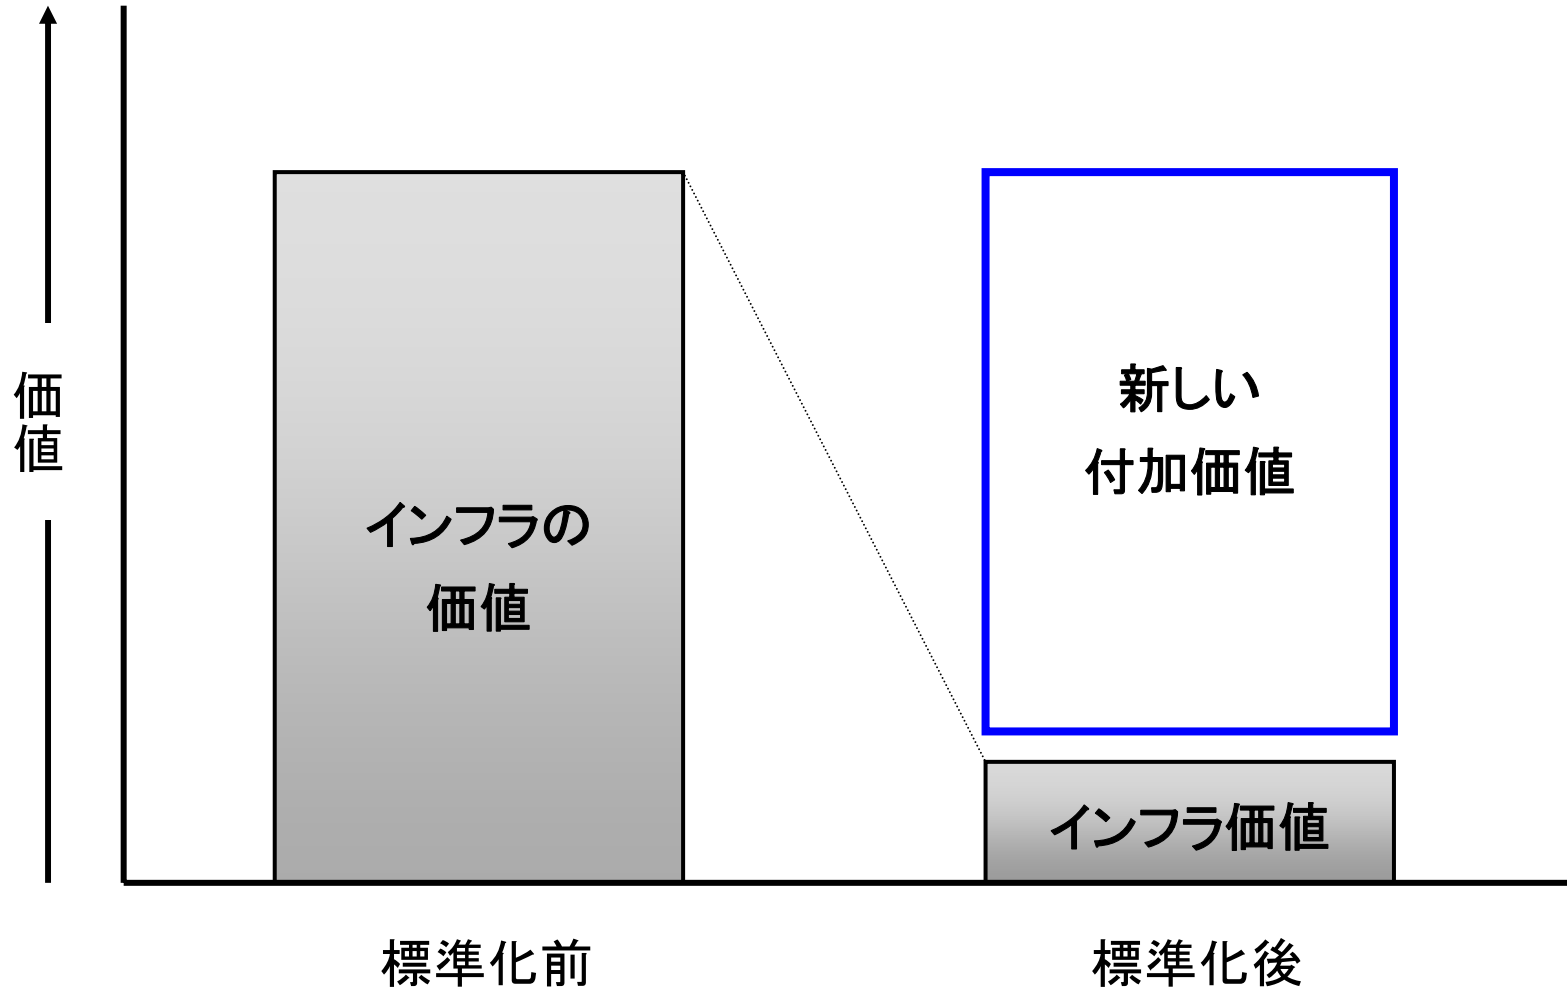 価値
インフラの
価値
新しい
付加価値
インフラ価値
標準化前
標準化後